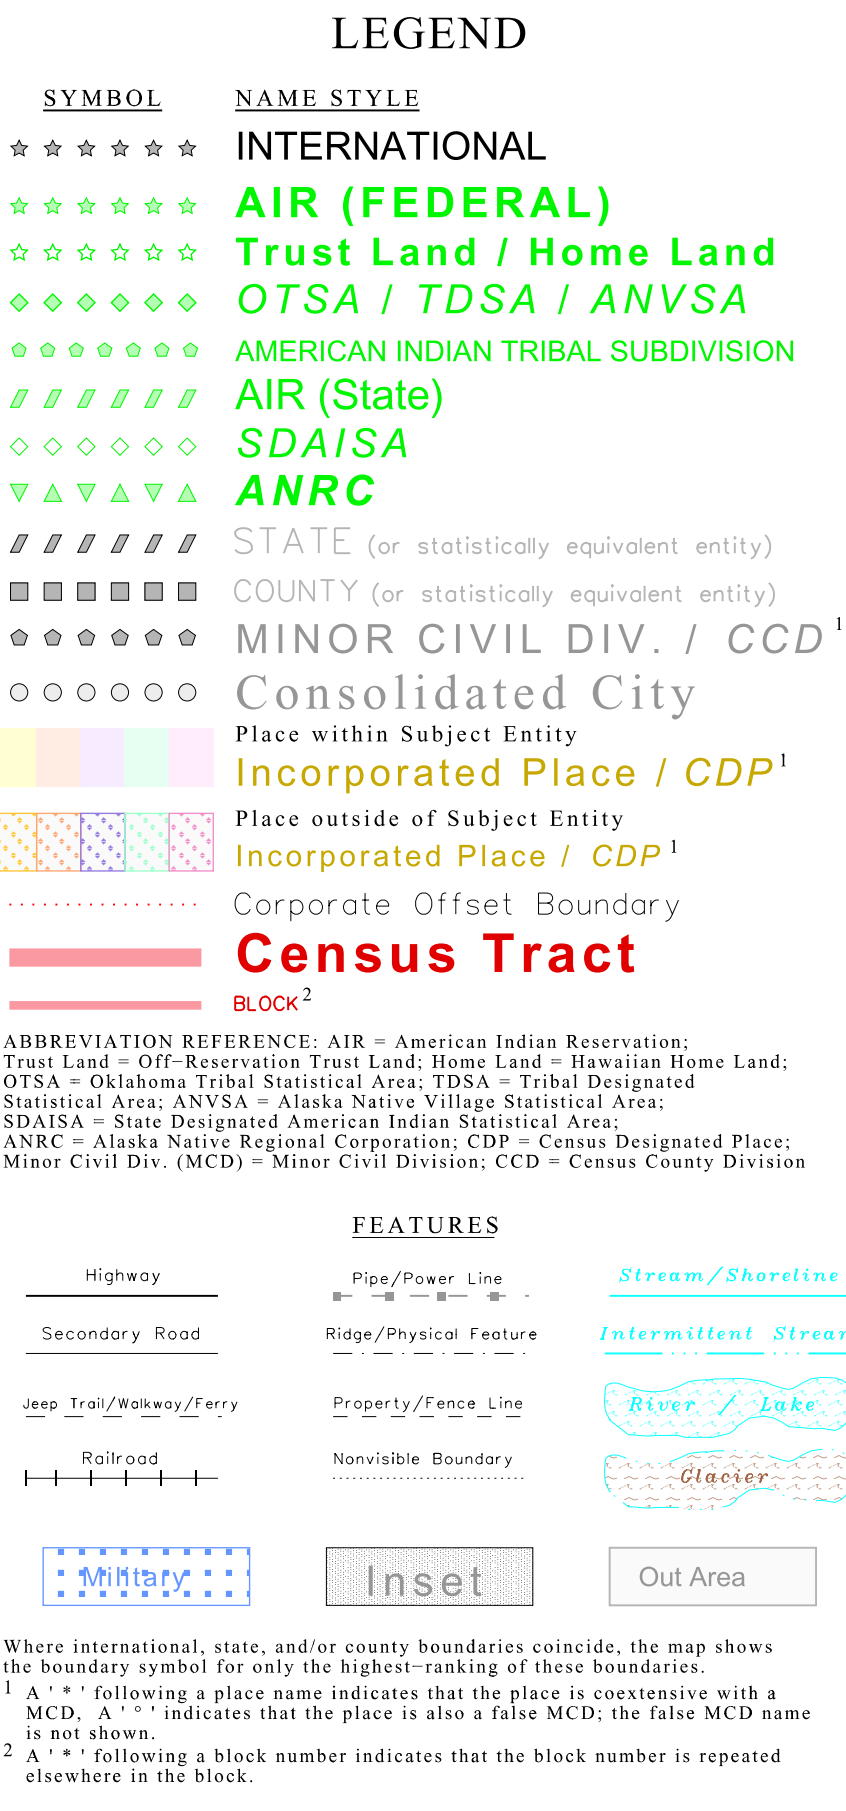 LEGEND
SYMBOL NAME STYLE
INTERNATIONAL
AIR (FEDERAL)
Trust Land / Home Land
OTSA / TDSA / ANVSA
AMERICAN INDIAN TRIBAL SUBDIVISION
AIR (State)
SDAISA
ANRC
STATE (or statistically equivalent entity)
COUNTY (or statistically equivalent entity)
MINOR CIVIL DIV. / CCD 1
Consolidated City
Place within Subject Entity
Incorporated Place / CDP 1
Place outside of Subject Entity
Incorporated Place / CDP 1
Corporate Offset Boundary
Census Tract
BLOCK 2
ABBREVIATION REFERENCE: AIR = American Indian Reservation;
Trust Land = Off−Reservation Trust Land; Home Land = Hawaiian Home Land;
OTSA = Oklahoma Tribal Statistical Area; TDSA = Tribal Designated
Statistical Area; ANVSA = Alaska Native Village Statistical Area;
SDAISA = State Designated American Indian Statistical Area;
ANRC = Alaska Native Regional Corporation; CDP = Census Designated Place;
Minor Civil Div. (MCD) = Minor Civil Division; CCD = Census County Division
FEATURES
Highway
Pipe/Power Line
Stream/Shoreline
Secondary Road
Ridge/Physical Feature
Intermittent Stream
Jeep Trail/Walkway/Ferry
Property/Fence Line
River / Lake
Railroad
Nonvisible Boundary
Glacier
Military
Inset
Out Area
Where international, state, and/or county boundaries coincide, the map shows
the boundary symbol for only the highest−ranking of these boundaries.
1 A ' * ' following a place name indicates that the place is coextensive with a
MCD, A ' ° ' indicates that the place is also a false MCD; the false MCD name
is not shown.
2 A ' * ' following a block number indicates that the block number is repeated
elsewhere in the block.